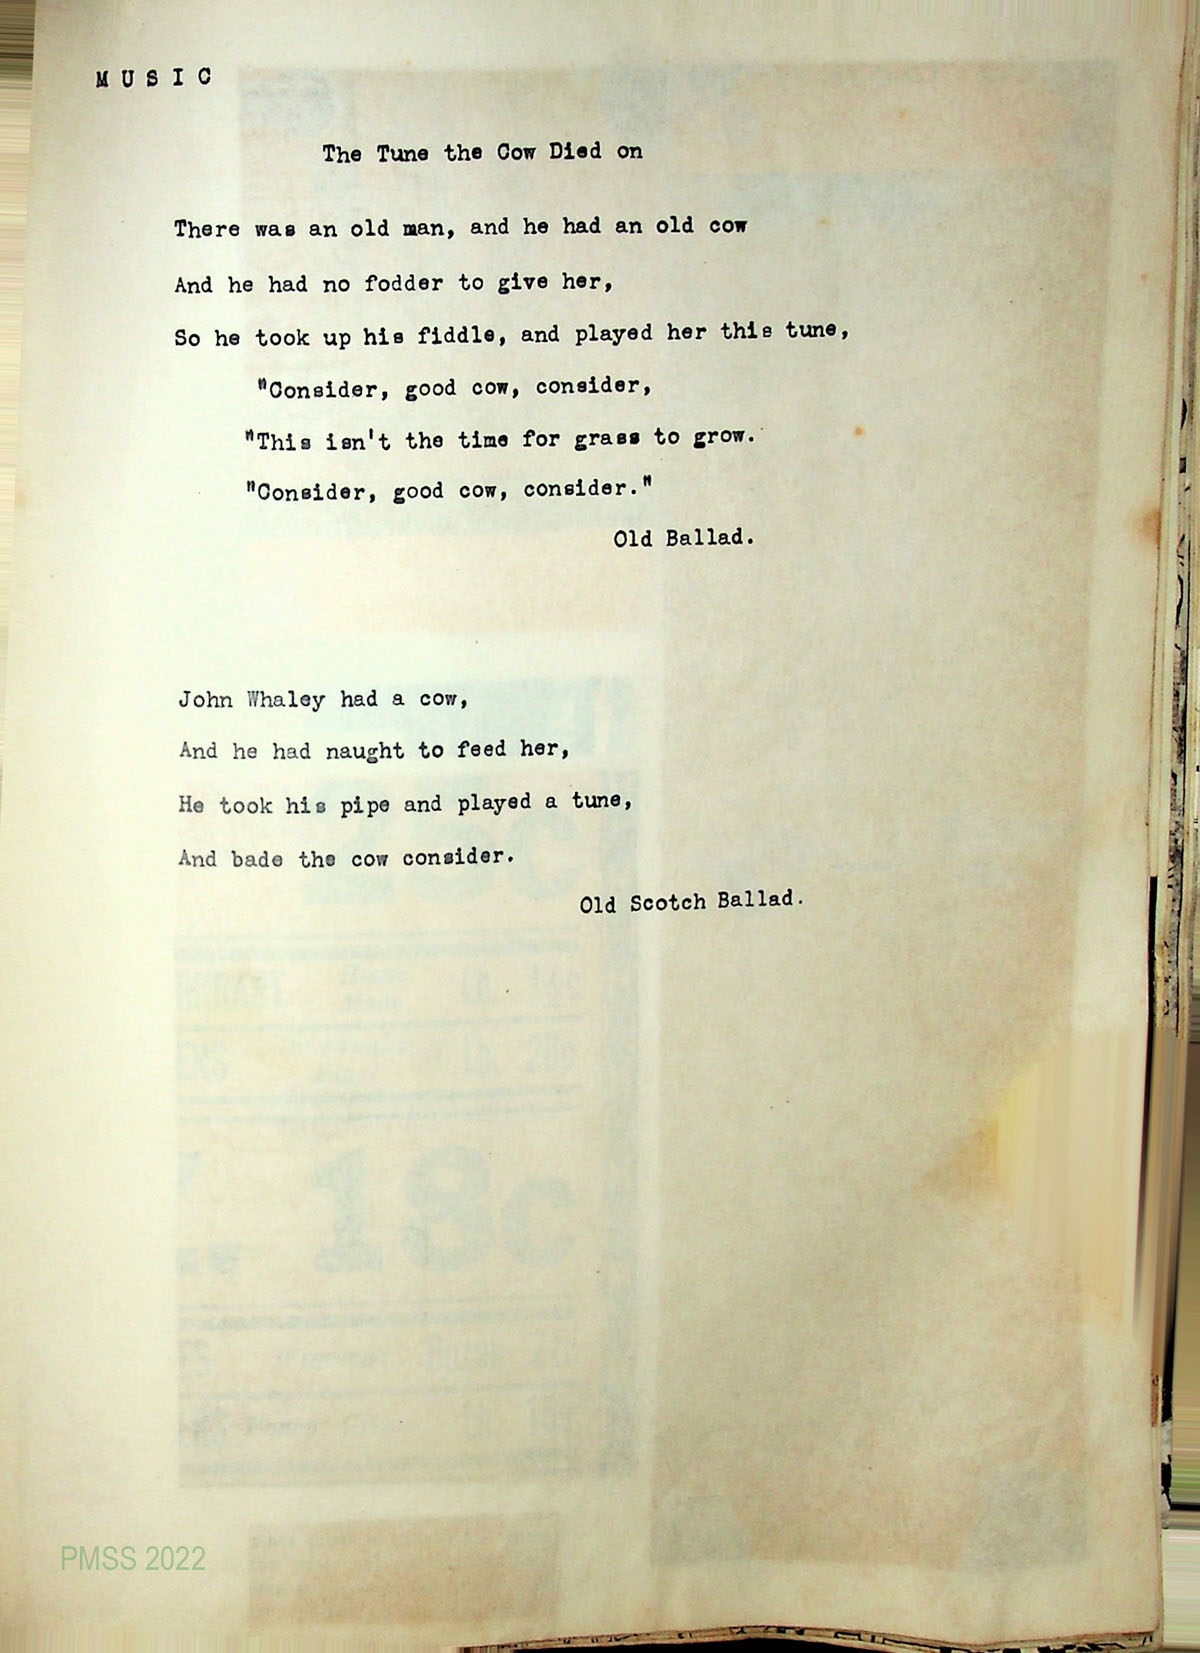 MUSIC
The Tune the Cow Died on
There was an old man, and he had an old cow
And he had no fodder to give her,
So he took up his fiddle, and played her this tune,
"Consider, good cow, consider,
"This isn't the time for grass to grow.
"Consider, good cow, consider."
Old Ballad.
John Whaley had a cow,
And he had naught to feed her,
He took his pipe and played a tune,
And bade the cow consider.
Old Scotch Ballad.
18c
PMSS 2022